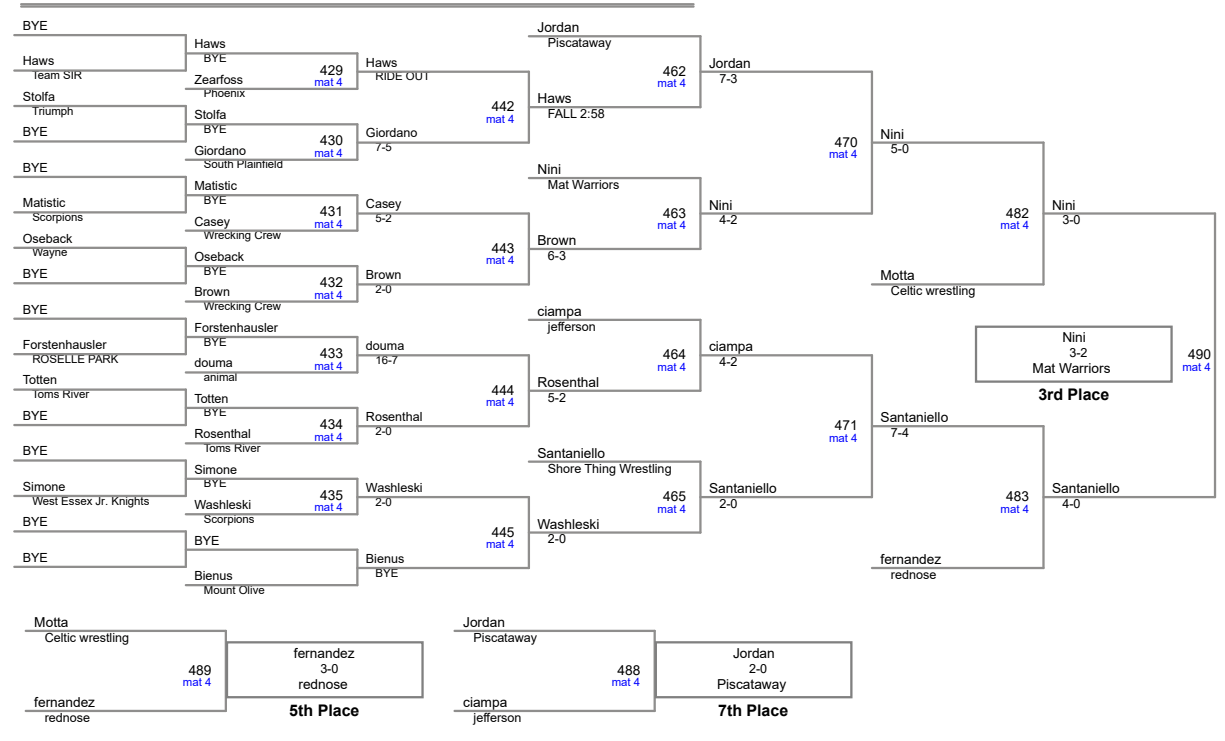 BYE
Haws
Team SIR
Stolfa
Triumph
BYE
BYE
Matistic
Scorpions
Oseback
Wayne
BYE
BYE
Forstenhausler
ROSELLE PARK
Totten
Toms River
BYE
BYE
Simone
West Essex Jr. Knights
BYE
BYE
Haws
BYE
429
mat 4
Zearfoss
Phoenix
Stolfa
BYE
430
mat 4
Giordano
South Plainfield
Matistic
BYE
431
mat 4
Casey
Wrecking Crew
Oseback
BYE
432
mat 4
Brown
Wrecking Crew
Forstenhausler
BYE
433
mat 4
douma
animal
Totten
BYE
434
mat 4
Rosenthal
Toms River
Simone
BYE
435
mat 4
Washleski
Scorpions
BYE
Bienus
Mount Olive
Haws
RIDE OUT
442
mat 4
Giordano
7-5
Casey
5-2
443
mat 4
Brown
2-0
douma
16-7
444
mat 4
Rosenthal
2-0
Washleski
2-0
445
mat 4
Bienus
BYE
Jordan
Piscataway
462
mat 4
Haws
FALL 2:58
Nini
Mat Warriors
463
mat 4
Brown
6-3
ciampa
jefferson
464
mat 4
Rosenthal
5-2
Santaniello
Shore Thing Wrestling
465
mat 4
Washleski
2-0
Jordan
7-3
470
mat 4
Nini
4-2
ciampa
4-2
471
mat 4
Santaniello
2-0
Nini
5-0
482
mat 4
Motta
Celtic wrestling
Santaniello
7-4
483
mat 4
fernandez
rednose
Nini
3-0
490
mat 4
Santaniello
4-0
Nini
3-2
Mat Warriors
3rd Place
Motta
Celtic wrestling
489
mat 4
fernandez
rednose
fernandez
3-0
rednose
5th Place
Jordan
Piscataway
488
mat 4
ciampa
jefferson
Jordan
2-0
Piscataway
7th Place